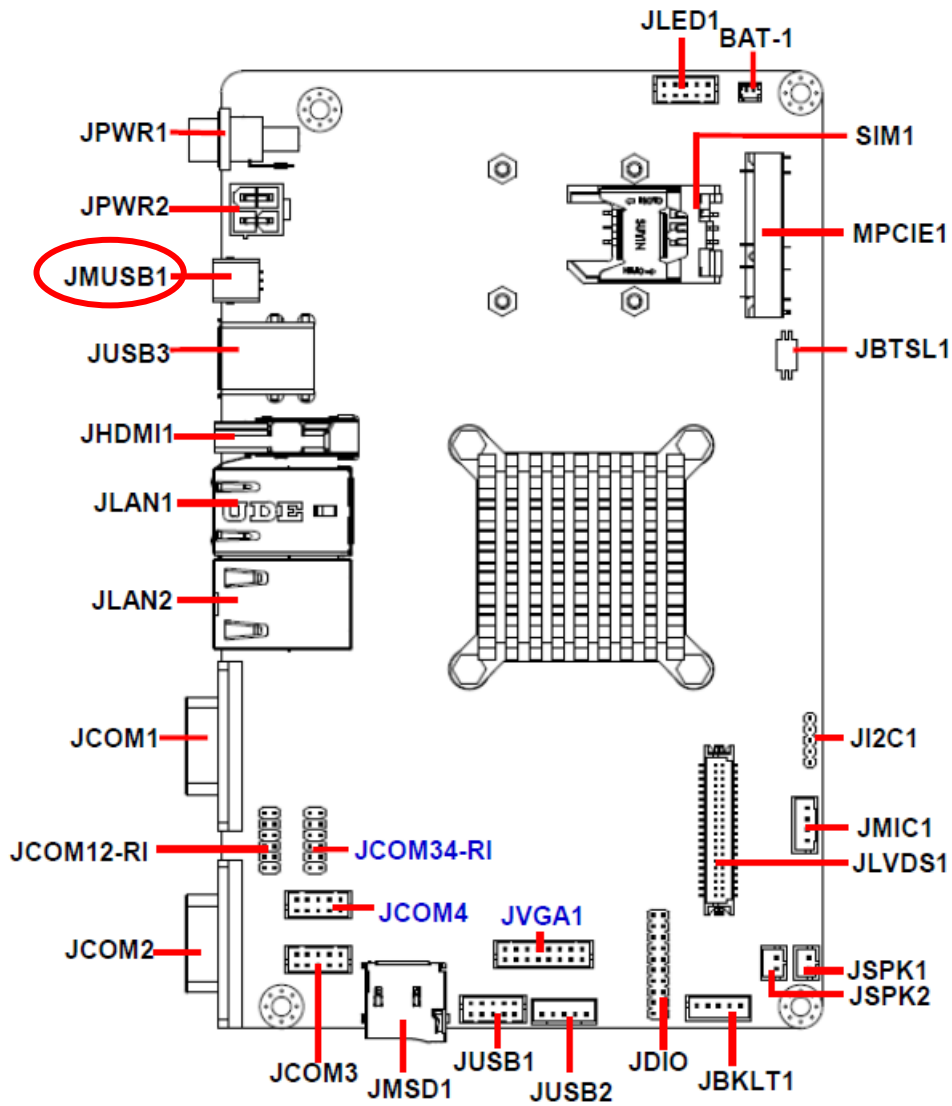 JLED1
BAT-1
JPWR1
SIM1
JPWR2
MPCIE1
JMUSB1
JUSB3
JBTSL1
JHDMI1
JLAN1
UDE
JLAN2
JCOM1
JI2C1
JMIC1
JCOM12-RI
JCOM34-RI
JLVDS1
JCOM4
JVGA1
JCOM2
JSPK1
JSPK2
JCOM3
JMSD1
JUSB1
JUSB2
JDIO
JBKLT1